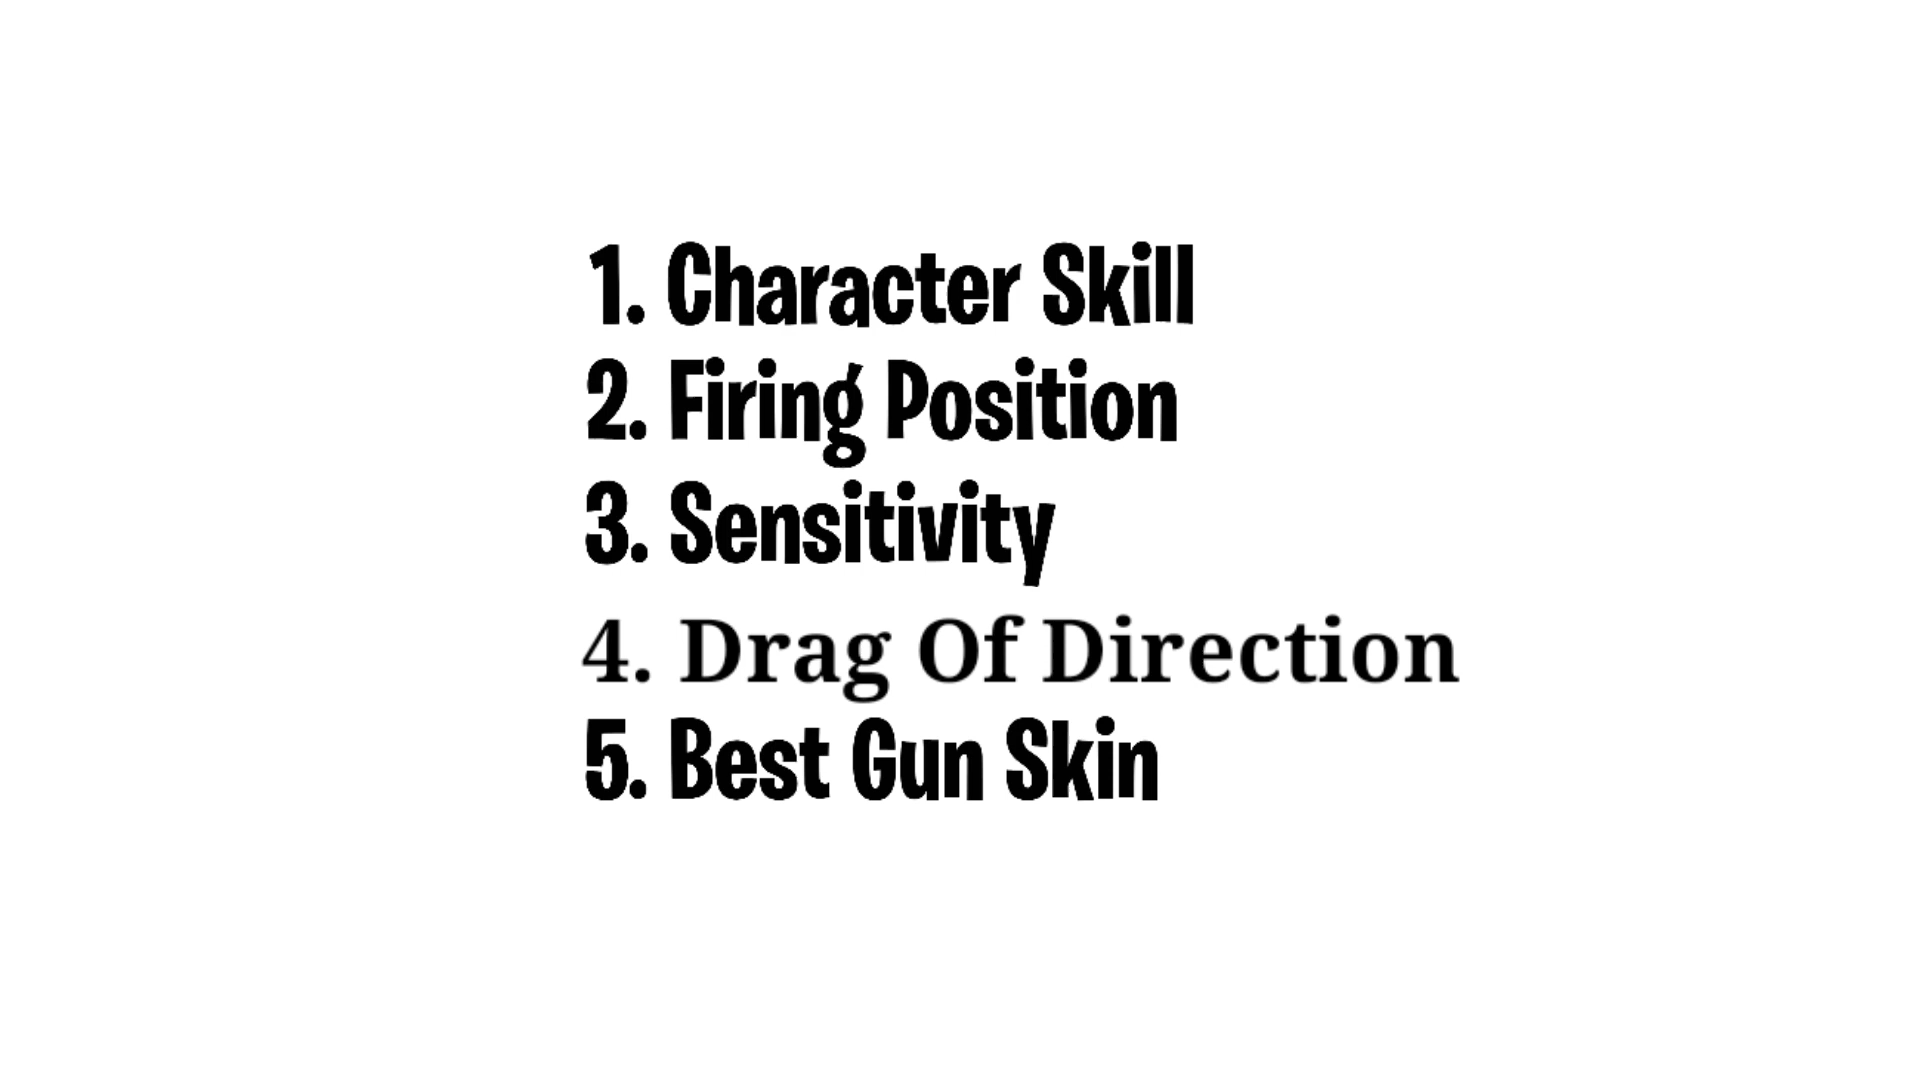 1. Character Skill
2. Firing Position
3. Sensitivity
4. Drag Of Direction
5. Best Gun Skin